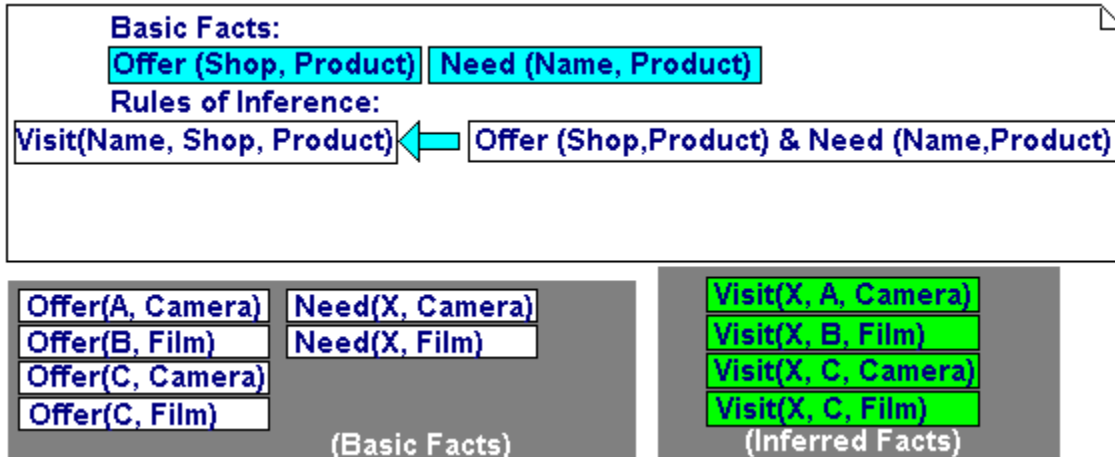 Basic Facts:
Offer (Shop, Product) Need (Name, Product)
Rules of Inference:
Visit(Name, Shop, Product) Offer (Shop,Product) & Need (Name,Product)
Offer(A, Camera) Need(X, Camera)
Offer(B, Film) Need(X, Film)
Offer(C, Camera)
Offer(C, Film)
(Basic Facts)
Visit(X, A, Camera)
Visit(X, B, Film)
Visit(X, C, Camera)
Visit(X, C, Film)
(Inferred Facts)